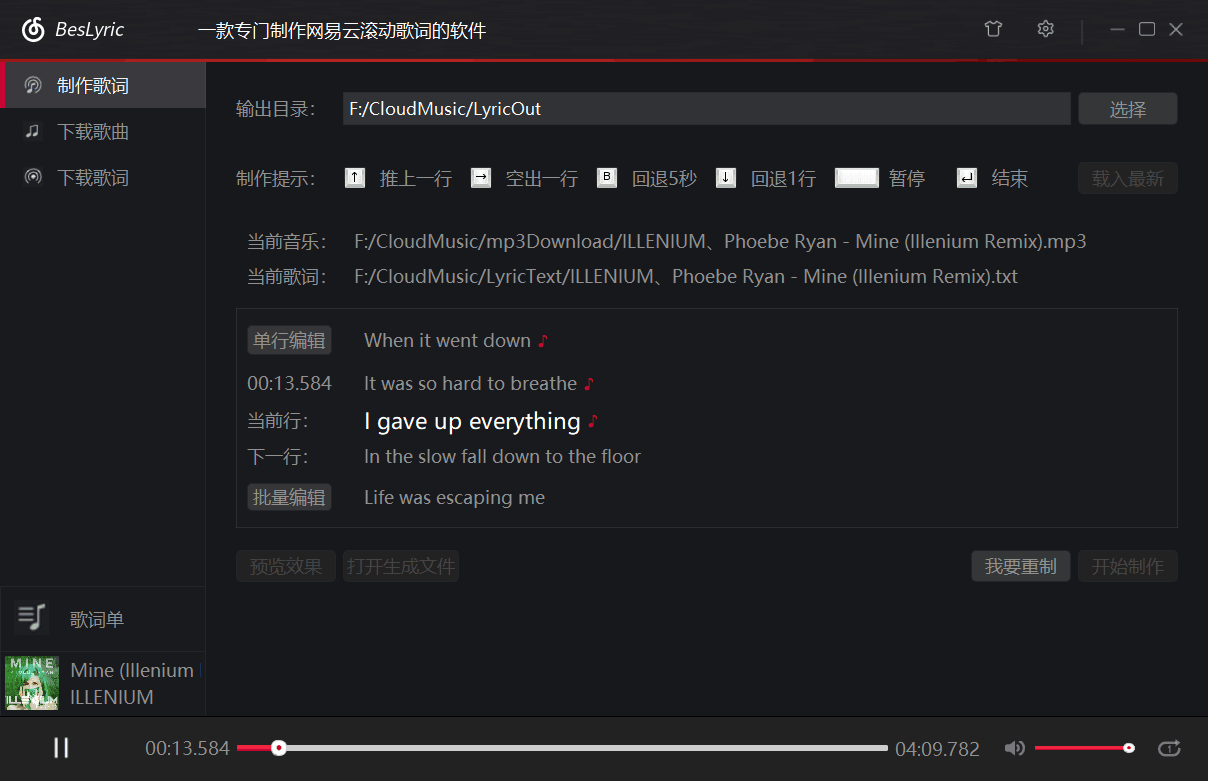 BesLyric 一款专门制作网易云滚动歌词的软件
制作歌词
下载歌曲
下载歌词
输出目录: F:/CloudMusic/LyricOut 选择
制作提示: ↑ 推上一行 → 空出一行 B 回退5秒 ↓ 回退1行 暂停 ↵ 结束 载入最新
当前音乐: F:/CloudMusic/mp3Download/ILLENIUM、Phoebe Ryan - Mine (Illenium Remix).mp3
当前歌词: F:/CloudMusic/LyricText/ILLENIUM、Phoebe Ryan - Mine (Illenium Remix).txt
单行编辑 When it went down ♪
00:13.584 It was so hard to breathe ♪
当前行: I gave up everything ♪
下一行: In the slow fall down to the floor
批量编辑 Life was escaping me
预览效果 打开生成文件 我要重制 开始制作
歌词单
MINE
ILLENIUM
Mine (Illenium
ILLENIUM
00:13.584 04:09.782 1